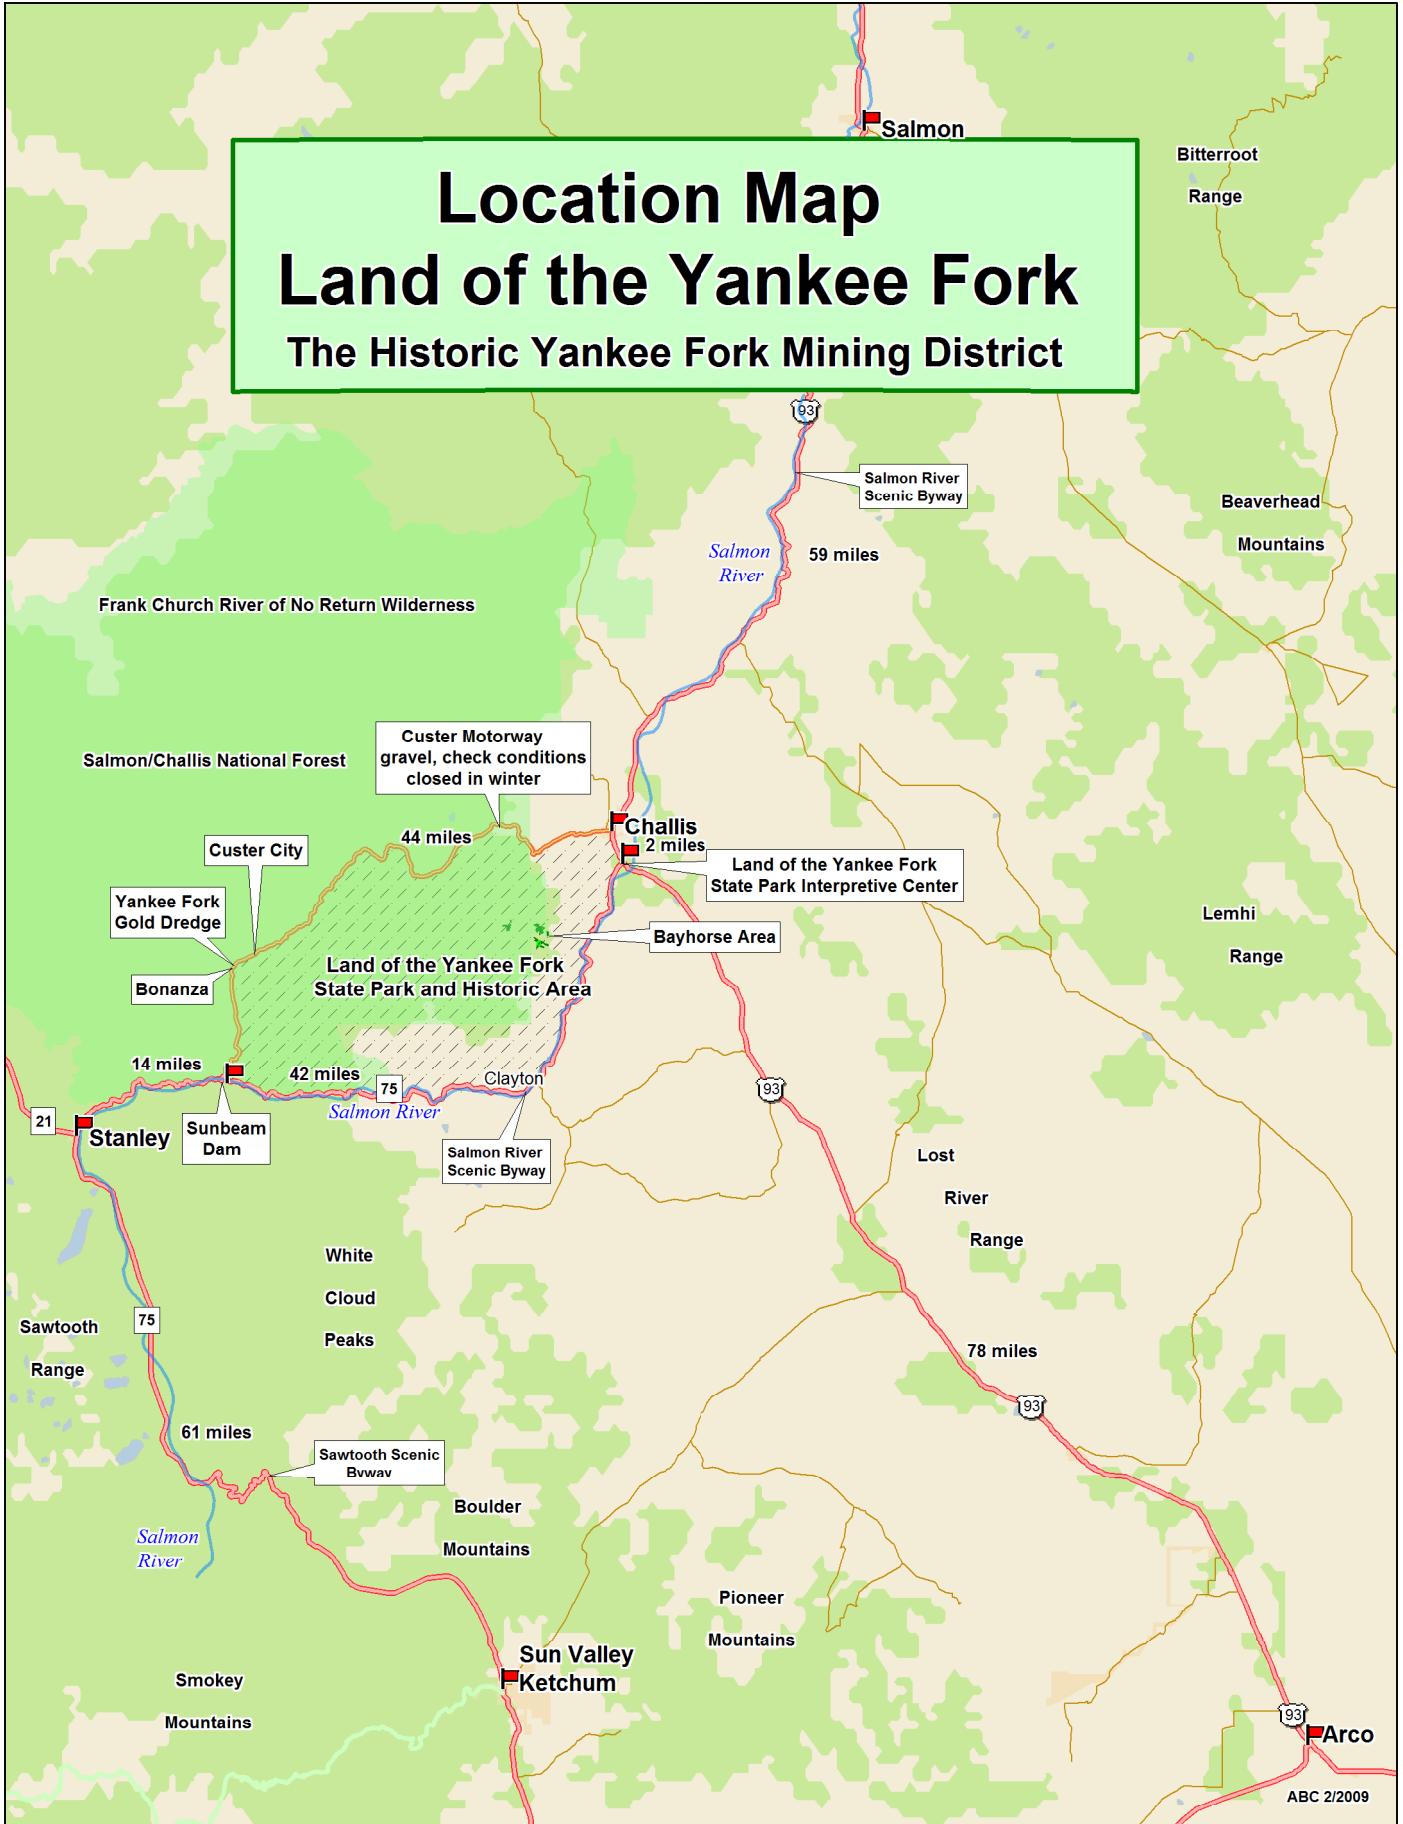 Salmon
Bitterroot
Range
Location Map
Land of the Yankee Fork
The Historic Yankee Fork Mining District
93
Salmon River
Scenic Byway
Beaverhead
Mountains
Salmon
River
59 miles
Frank Church River of No Return Wilderness
Custer Motorway
gravel, check conditions
closed in winter
Salmon/Challis National Forest
44 miles
Challis
2 miles
Custer City
Land of the Yankee Fork
State Park Interpretive Center
Yankee Fork
Gold Dredge
Lemhi
Range
Bayhorse Area
Land of the Yankee Fork
State Park and Historic Area
Bonanza
14 miles
42 miles
Clayton
75
93
Salmon River
21
Stanley
Sunbeam
Dam
Salmon River
Scenic Byway
Lost
River
Range
White
Cloud
Peaks
75
Sawtooth
Range
78 miles
93
61 miles
Sawtooth Scenic
Byway
Boulder
Mountains
Salmon
River
Pioneer
Mountains
Sun Valley
Ketchum
Smokey
Mountains
93
Arco
ABC 2/2009